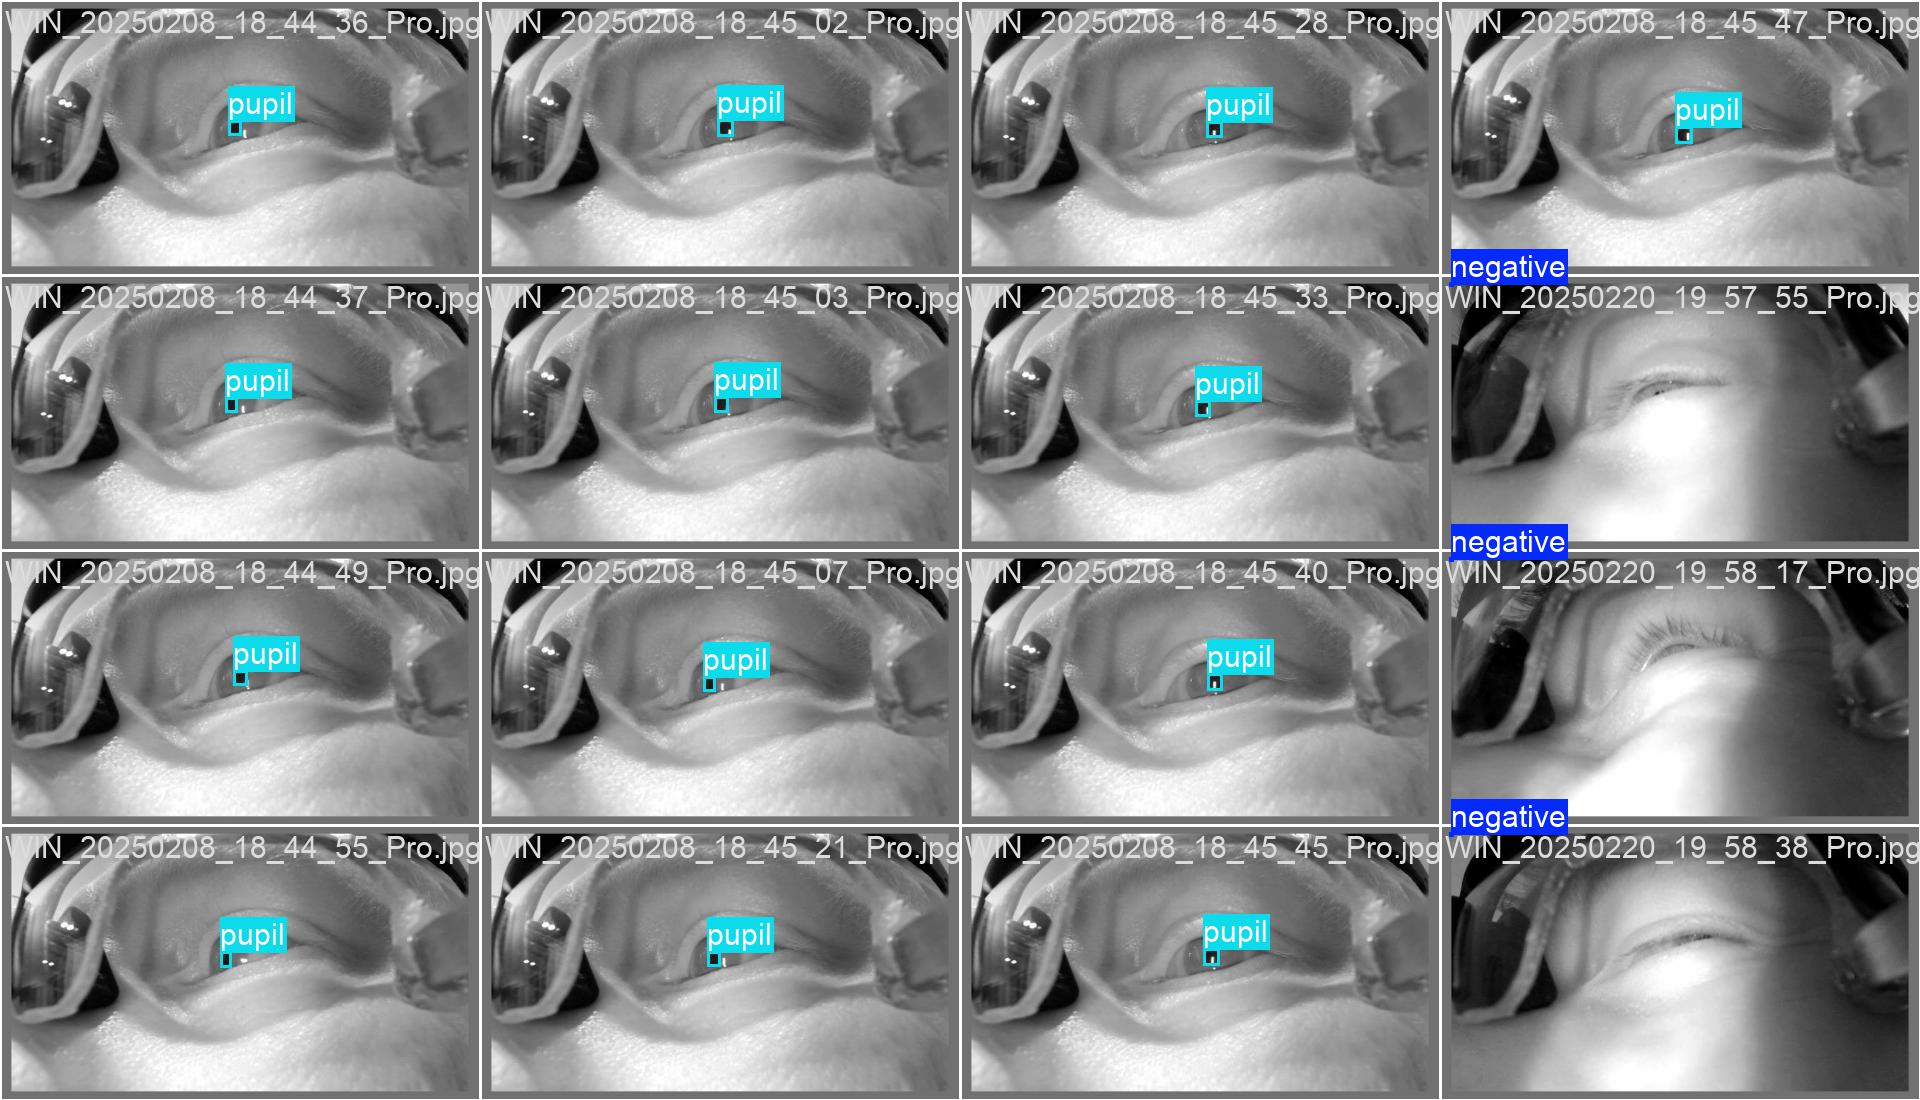 WIN_20250208_18_44_36_Pro.jpg
pupil
WIN_20250208_18_45_02_Pro.jpg
pupil
WIN_20250208_18_45_28_Pro.jpg
pupil
WIN_20250208_18_45_47_Pro.jpg
pupil
WIN_20250208_18_44_37_Pro.jpg
pupil
WIN_20250208_18_45_03_Pro.jpg
pupil
WIN_20250208_18_45_33_Pro.jpg
pupil
negative
WIN_20250220_19_57_55_Pro.jpg
WIN_20250208_18_44_49_Pro.jpg
pupil
WIN_20250208_18_45_07_Pro.jpg
pupil
WIN_20250208_18_45_40_Pro.jpg
pupil
negative
WIN_20250220_19_58_17_Pro.jpg
WIN_20250208_18_44_55_Pro.jpg
pupil
WIN_20250208_18_45_21_Pro.jpg
pupil
WIN_20250208_18_45_45_Pro.jpg
pupil
negative
WIN_20250220_19_58_38_Pro.jpg